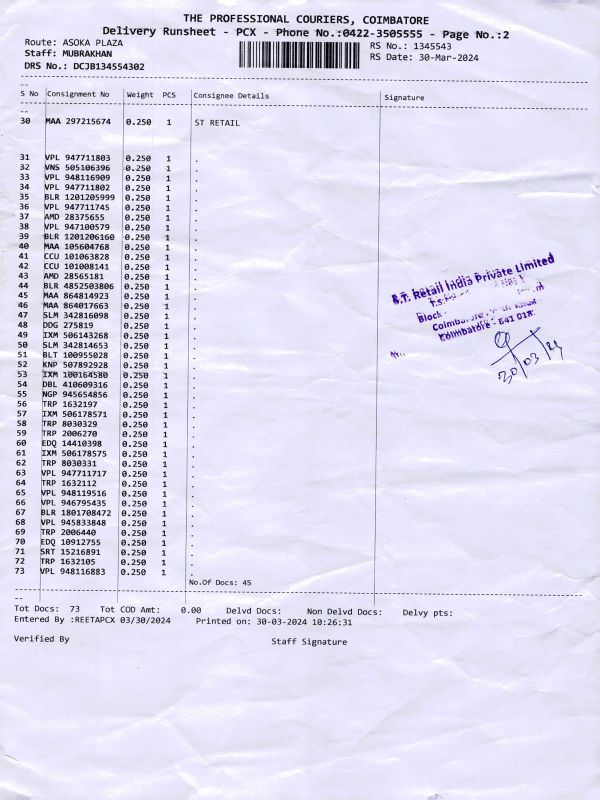 THE PROFESSIONAL COURIERS, COIMBATORE
Delivery Runsheet - PCX - Phone No.:0422-3505555 - Page No.:2
Route: ASOKA PLAZA RS No.: 1345543
Staff: MUBRAKHAN RS Date: 30-Mar-2024
DRS No.: DCJB134554302
S No Consignment No Weight PCS Consignee Details Signature
30 MAA 297215674 0.250 1 ST RETAIL
31 VPL 947711803 0.250 1 .
32 VNS 505106396 0.250 1 .
33 VPL 948116909 0.250 1 .
34 VPL 947711802 0.250 1 .
35 BLR 1201205999 0.250 1 .
36 VPL 947711745 0.250 1 .
37 AMD 28375655 0.250 1 .
38 VPL 947100579 0.250 1 .
39 BLR 1201206160 0.250 1 .
40 MAA 105604768 0.250 1 .
41 CCU 101063828 0.250 1 .
42 CCU 101008141 0.250 1 .
43 AMD 28565181 0.250 1 .
44 BLR 4852503806 0.250 1 .
45 MAA 864814923 0.250 1 .
46 MAA 864017663 0.250 1 .
47 SLM 342816098 0.250 1 .
48 DDG 275819 0.250 1 .
49 IXM 506143268 0.250 1 .
50 SLM 342814653 0.250 1 .
51 BLT 100955028 0.250 1 .
52 KNP 507892928 0.250 1 .
53 IXM 100164580 0.250 1 .
54 DBL 410609316 0.250 1 .
55 NGP 945654856 0.250 1 .
56 TRP 1632197 0.250 1 .
57 IXM 506178571 0.250 1 .
58 TRP 8030329 0.250 1 .
59 TRP 2006270 0.250 1 .
60 EDQ 14410398 0.250 1 .
61 IXM 506178575 0.250 1 .
62 TRP 8030331 0.250 1 .
63 VPL 947711717 0.250 1 .
64 TRP 1632112 0.250 1 .
65 VPL 948119516 0.250 1 .
66 VPL 946795435 0.250 1 .
67 BLR 1801708472 0.250 1 .
68 VPL 945833848 0.250 1 .
69 TRP 2006440 0.250 1 .
70 EDQ 10912755 0.250 1 .
71 SRT 15216891 0.250 1 .
72 TRP 1632105 0.250 1 .
73 VPL 948116883 0.250 1 .
No.Of Docs: 45
S.T. Retail India Private Limited
Block
Coimbatore
Coimbatore - 641 018.
30/03/24
Tot Docs: 73 Tot COD Amt: 0.00 Delvd Docs: Non Delvd Docs: Delvy pts:
Entered By :REETAPCX 03/30/2024 Printed on: 30-03-2024 10:26:31
Verified By Staff Signature